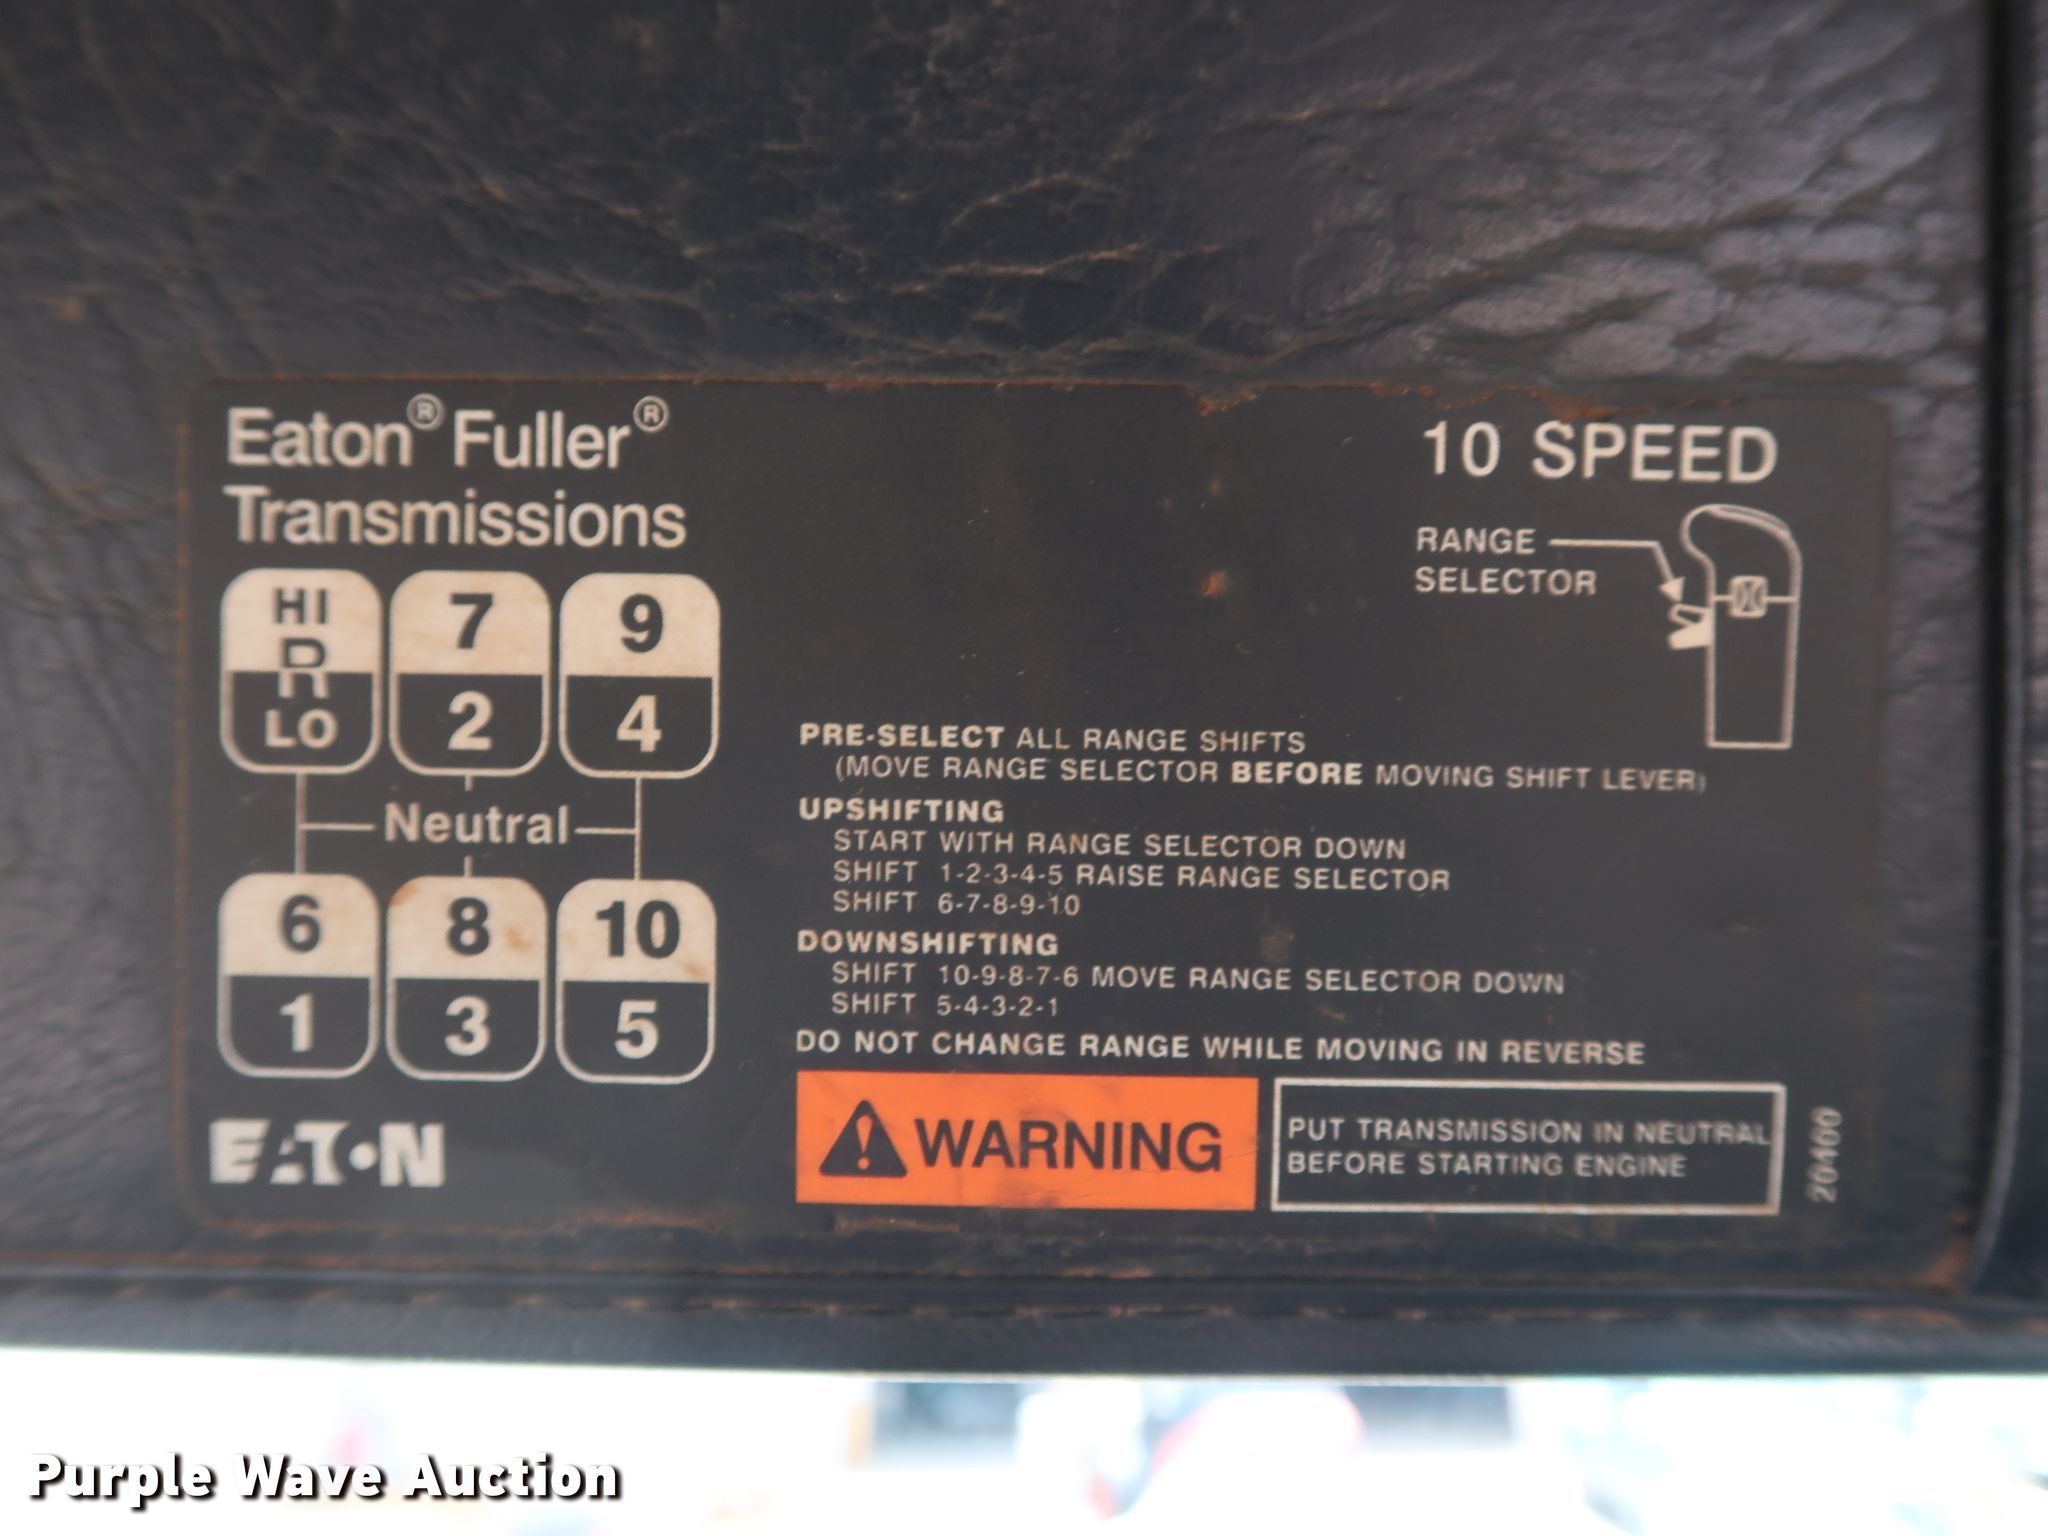 Eaton® Fuller®
Transmissions
10 SPEED
RANGE
SELECTOR
HI
R
LO
7
2
9
4
Neutral
6
1
8
3
10
5
EATON
PRE-SELECT ALL RANGE SHIFTS
(MOVE RANGE SELECTOR BEFORE MOVING SHIFT LEVER)
UPSHIFTING
START WITH RANGE SELECTOR DOWN
SHIFT 1-2-3-4-5 RAISE RANGE SELECTOR
SHIFT 6-7-8-9-10
DOWNSHIFTING
SHIFT 10-9-8-7-6 MOVE RANGE SELECTOR DOWN
SHIFT 5-4-3-2-1
DO NOT CHANGE RANGE WHILE MOVING IN REVERSE
WARNING
PUT TRANSMISSION IN NEUTRAL
BEFORE STARTING ENGINE
20460
Purple Wave Auction